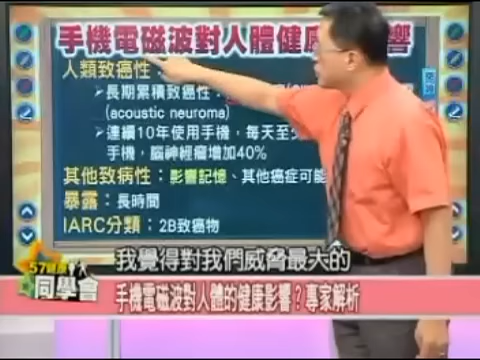 手機電磁波對人體健康影響
人類致癌性：
➢長期累積致癌性：
(acoustic neuroma)
➢連續10年使用手機，每天至少
手機，腦神經瘤增加40%
其他致病性：影響記憶、其他癌症可能
暴露：長時間
IARC分類：2B致癌物
我覺得對我們威脅最大的
57健康
同學會
手機電磁波對人體的健康影響？專家解析